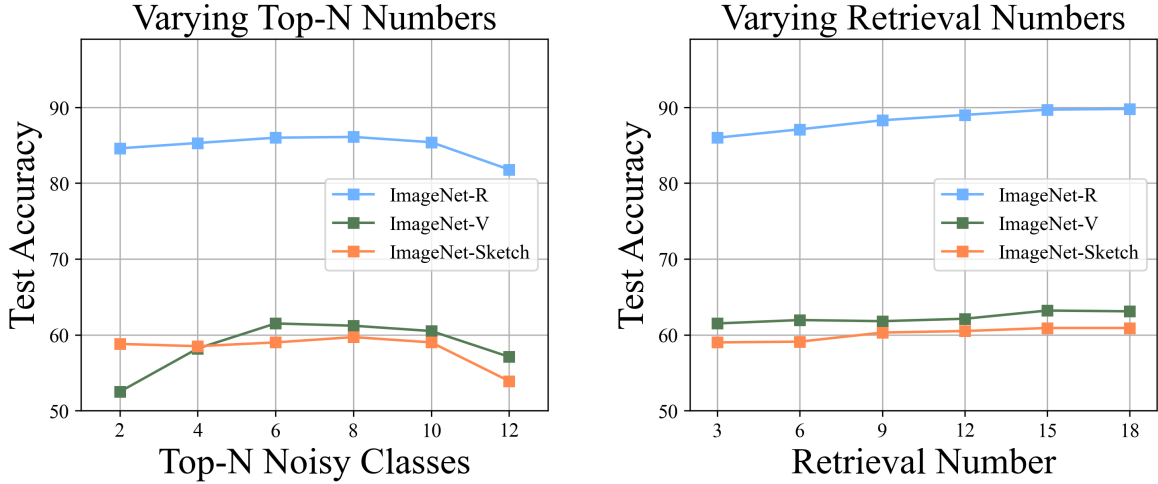 Varying Top-N Numbers
Test Accuracy
90
80
70
60
50
ImageNet-R
ImageNet-V
ImageNet-Sketch
2 4 6 8 10 12
Top-N Noisy Classes
Varying Retrieval Numbers
Test Accuracy
90
80
70
60
50
ImageNet-R
ImageNet-V
ImageNet-Sketch
3 6 9 12 15 18
Retrieval Number